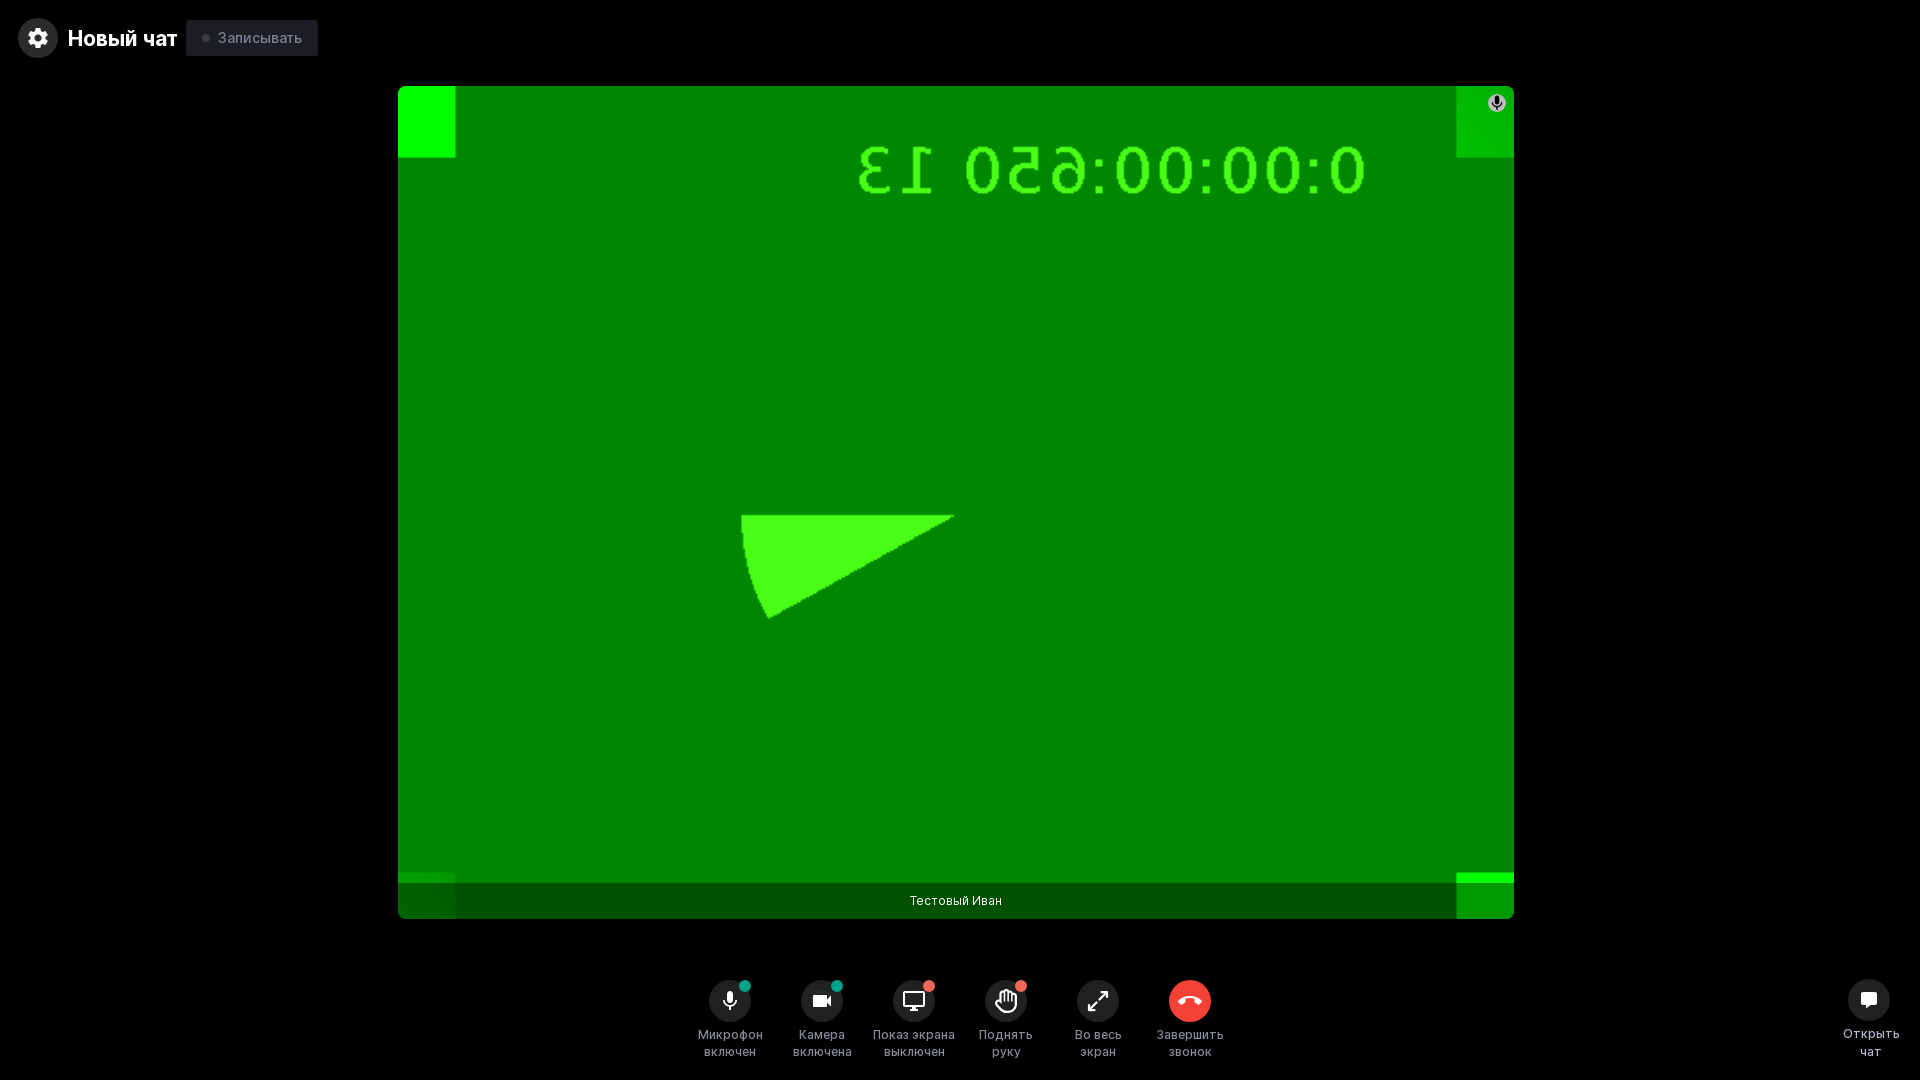 Новый чат
Записывать
0:00:00:650 13
Тестовый Иван
Микрофон включен
Камера включена
Показ экрана выключен
Поднять руку
Во весь экран
Завершить звонок
Открыть чат